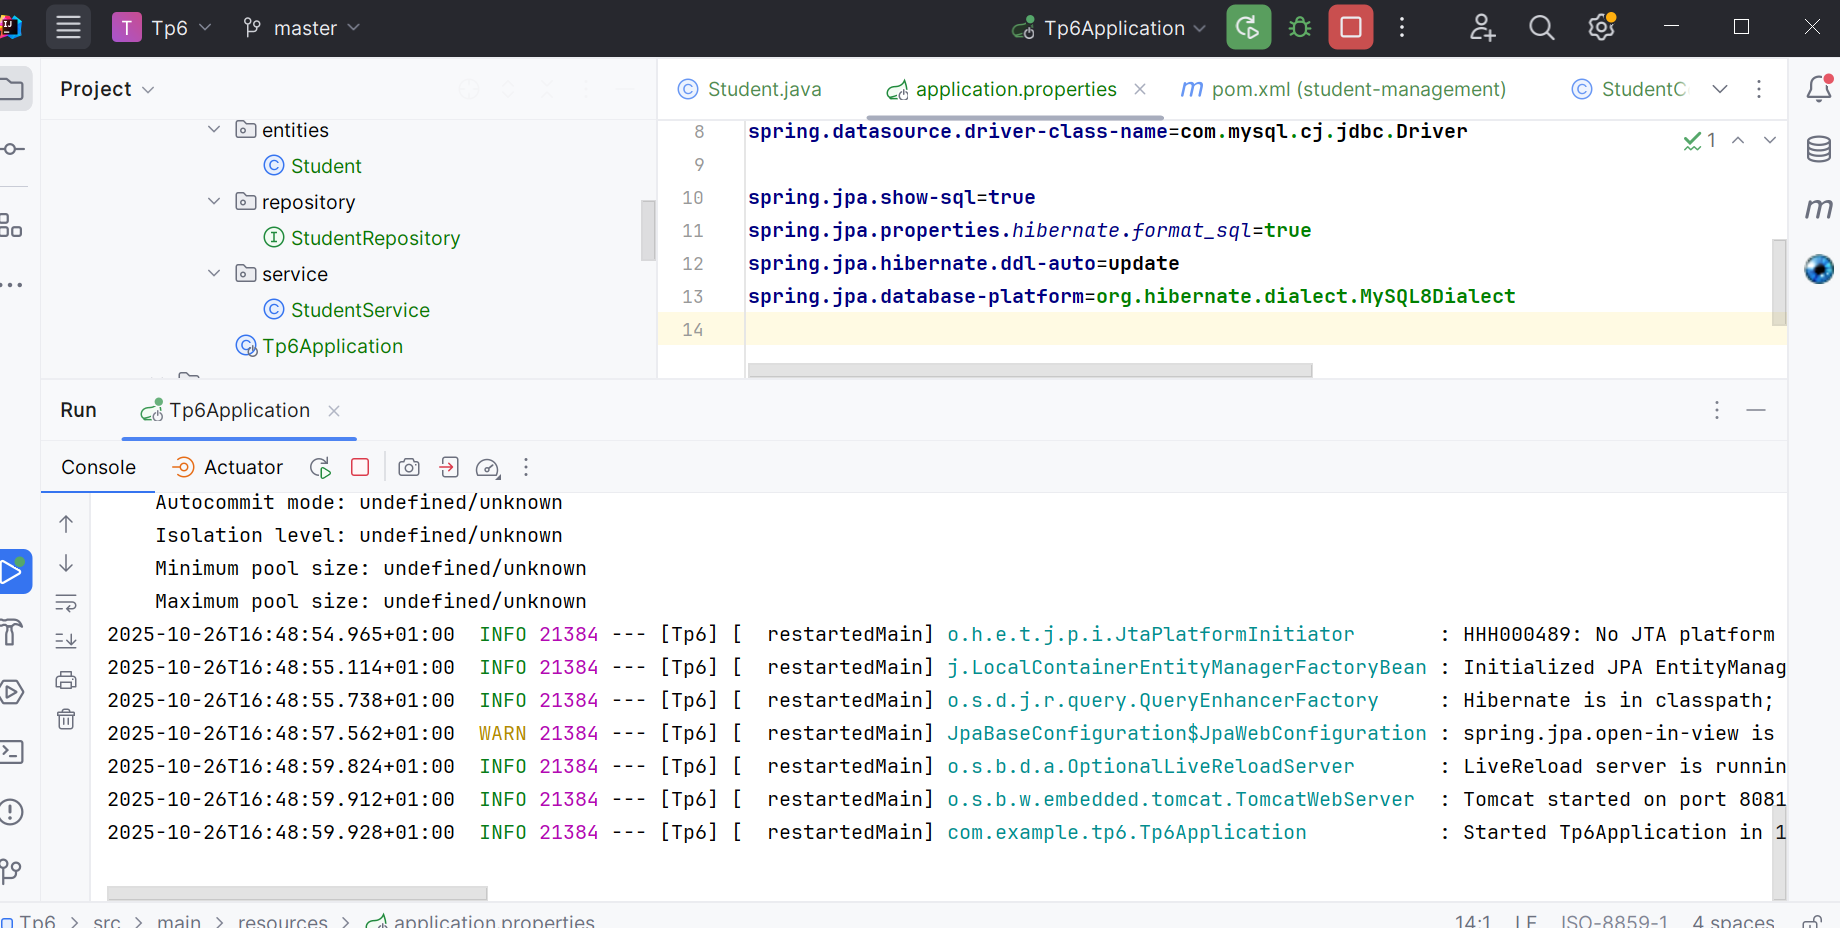 T Tp6 master Tp6Application
Project
Student.java application.properties pom.xml (student-management) StudentC
entities
Student
repository
StudentRepository
service
StudentService
Tp6Application
8 spring.datasource.driver-class-name=com.mysql.cj.jdbc.Driver
9
10 spring.jpa.show-sql=true
11 spring.jpa.properties.hibernate.format_sql=true
12 spring.jpa.hibernate.ddl-auto=update
13 spring.jpa.database-platform=org.hibernate.dialect.MySQL8Dialect
14
1
Run Tp6Application
Console Actuator
Autocommit mode: undefined/unknown
Isolation level: undefined/unknown
Minimum pool size: undefined/unknown
Maximum pool size: undefined/unknown
2025-10-26T16:48:54.965+01:00 INFO 21384 --- [Tp6] [ restartedMain] o.h.e.t.j.p.i.JtaPlatformInitiator : HHH000489: No JTA platform
2025-10-26T16:48:55.114+01:00 INFO 21384 --- [Tp6] [ restartedMain] j.LocalContainerEntityManagerFactoryBean : Initialized JPA EntityManag
2025-10-26T16:48:55.738+01:00 INFO 21384 --- [Tp6] [ restartedMain] o.s.d.j.r.query.QueryEnhancerFactory : Hibernate is in classpath;
2025-10-26T16:48:57.562+01:00 WARN 21384 --- [Tp6] [ restartedMain] JpaBaseConfiguration$JpaWebConfiguration : spring.jpa.open-in-view is
2025-10-26T16:48:59.824+01:00 INFO 21384 --- [Tp6] [ restartedMain] o.s.b.d.a.OptionalLiveReloadServer : LiveReload server is runnin
2025-10-26T16:48:59.912+01:00 INFO 21384 --- [Tp6] [ restartedMain] o.s.b.w.embedded.tomcat.TomcatWebServer : Tomcat started on port 8081
2025-10-26T16:48:59.928+01:00 INFO 21384 --- [Tp6] [ restartedMain] com.example.tp6.Tp6Application : Started Tp6Application in 1
Tp6 > src > main > resources > application.properties 14:1 LF ISO-8859-1 4 spaces